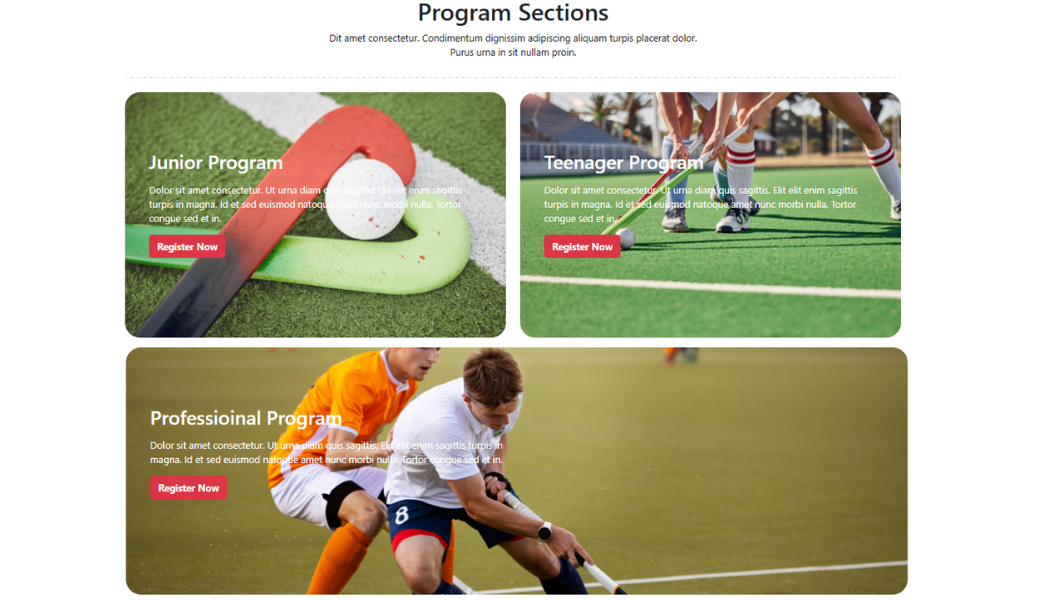 Program Sections
Dit amet consectetur. Condimentum dignissim adipiscing aliquam turpis placerat dolor.
Purus urna in sit nullam proin.
Junior Program
Dolor sit amet consectetur. Ut urna diam quis sagittis. Elit elit enim sagittis
turpis in magna. Id et sed euismod natoque amet nunc morbi nulla. Tortor
congue sed et in.
Register Now
Teenager Program
Dolor sit amet consectetur. Ut urna diam quis sagittis. Elit elit enim sagittis
turpis in magna. Id et sed euismod natoque amet nunc morbi nulla. Tortor
congue sed et in.
Register Now
Professioinal Program
Dolor sit amet consectetur. Ut urna diam quis sagittis. Elit elit enim sagittis turpis in
magna. Id et sed euismod natoque amet nunc morbi nulla. Tortor congue sed et in.
Register Now
8